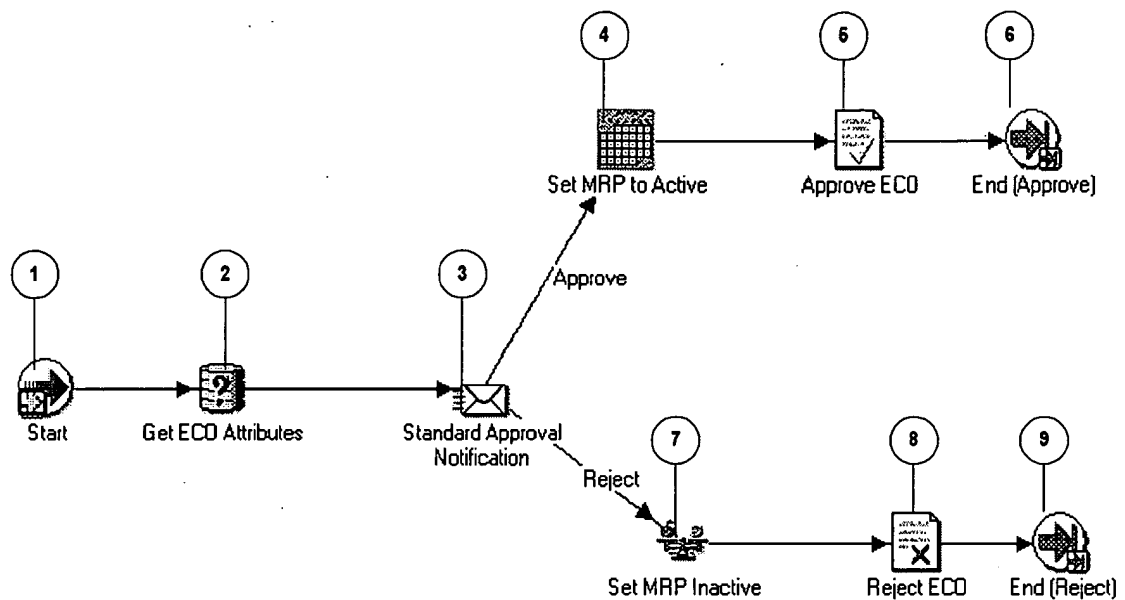 4
5
6
Set MRP to Active
Approve ECO
End (Approve)
1
2
3
Approve
Start
Get ECO Attributes
Standard Approval
Notification
Reject
7
8
9
Set MRP Inactive
Reject ECO
End (Reject)